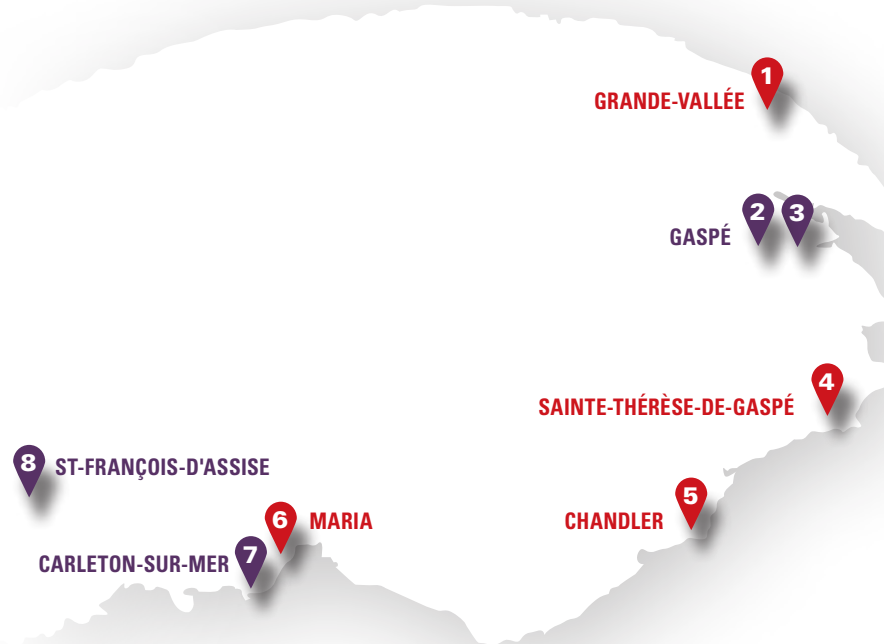 1
GRANDE-VALLÉE
2 3
GASPÉ
4
SAINTE-THÉRÈSE-DE-GASPÉ
8 ST-FRANÇOIS-D'ASSISE
5
CHANDLER
6 MARIA
7
CARLETON-SUR-MER